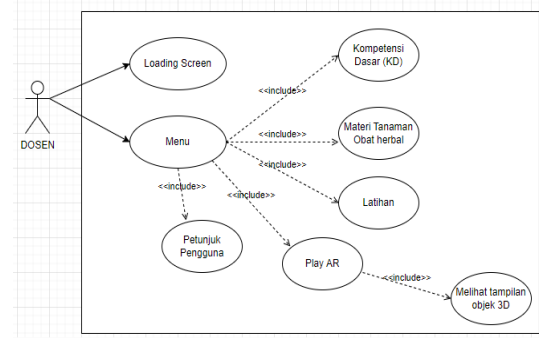 Kompetensi
Dasar (KD)
Loading Screen
<<include>>
DOSEN
Menu
<<include>>
Materi Tanaman
Obat herbal
<<include>>
<<include>>
<<include>>
Latihan
Petunjuk
Pengguna
Play AR
<<include>>
Melihat tampilan
objek 3D